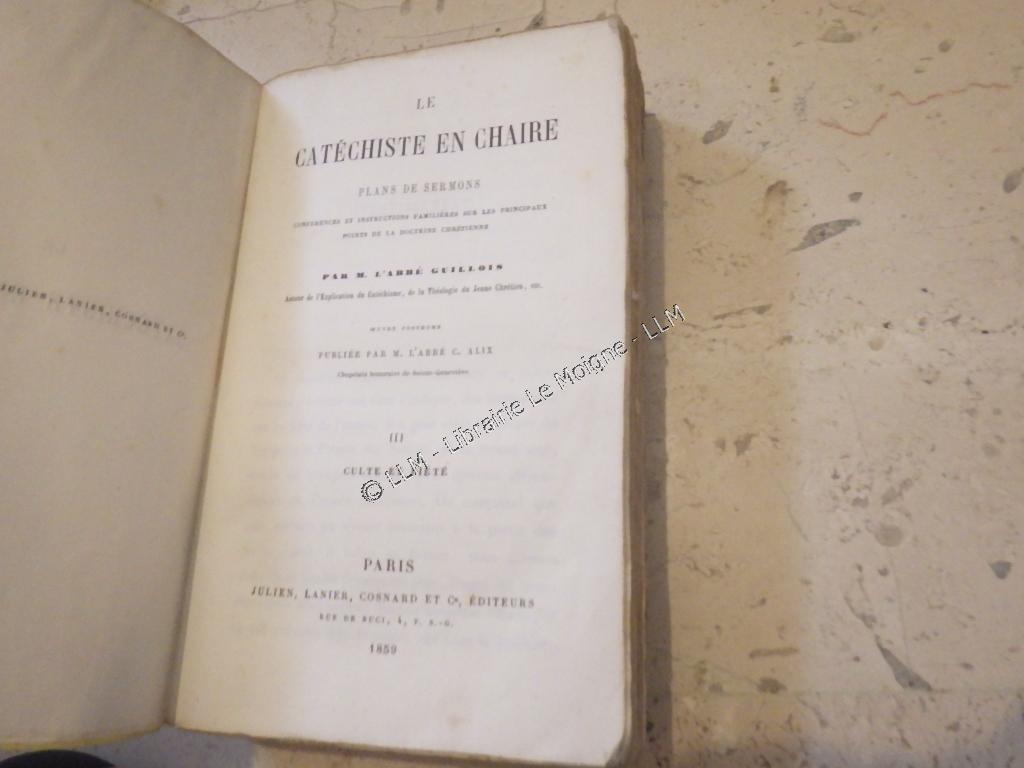 JULIEN, LANIER, COSNARD ET Cie.
LE
CATÉCHISTE EN CHAIRE
PLANS DE SERMONS
CONFÉRENCES ET INSTRUCTIONS FAMILIÈRES SUR LES PRINCIPAUX
POINTS DE LA DOCTRINE CHRÉTIENNE
PAR M. L'ABBÉ GUILLOIS
Auteur de l'Explication du Catéchisme, de la Théologie du Jeune Chrétien, etc.
ŒUVRE POSTHUME
PUBLIÉE PAR M. L'ABBÉ C. ALIX
Chapelain honoraire de Sainte-Geneviève.
III
CULTE ET PIÉTÉ
PARIS
JULIEN, LANIER, COSNARD ET Cie, ÉDITEURS
RUE DE BUCI, 4, F. S.-G.
1859
© LLM - Librairie Le Moigne - LLM